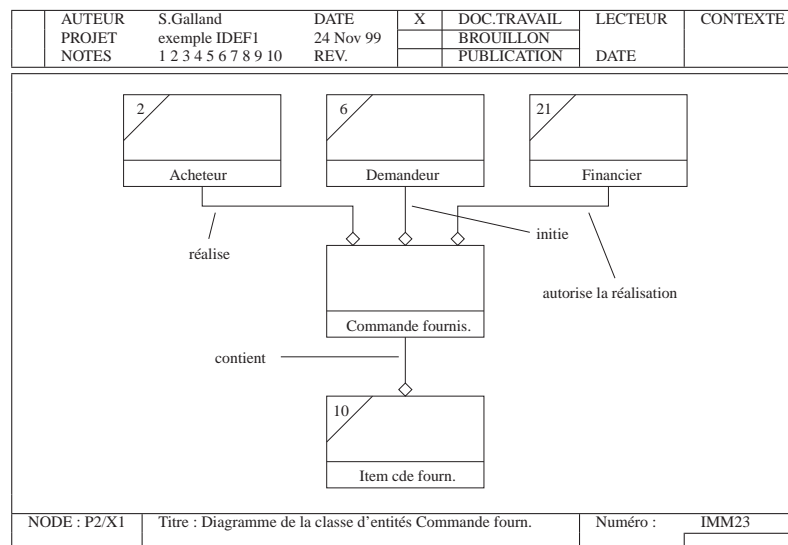 AUTEUR S.Galland DATE X DOC.TRAVAIL LECTEUR CONTEXTE
PROJET exemple IDEF1 24 Nov 99 BROUILLON
NOTES 1 2 3 4 5 6 7 8 9 10 REV. PUBLICATION DATE
2 6 21
Acheteur Demandeur Financier
initie
réalise
autorise la réalisation
Commande fournis.
contient
10
Item cde fourn.
NODE : P2/X1 Titre : Diagramme de la classe d'entités Commande fourn. Numéro : IMM23